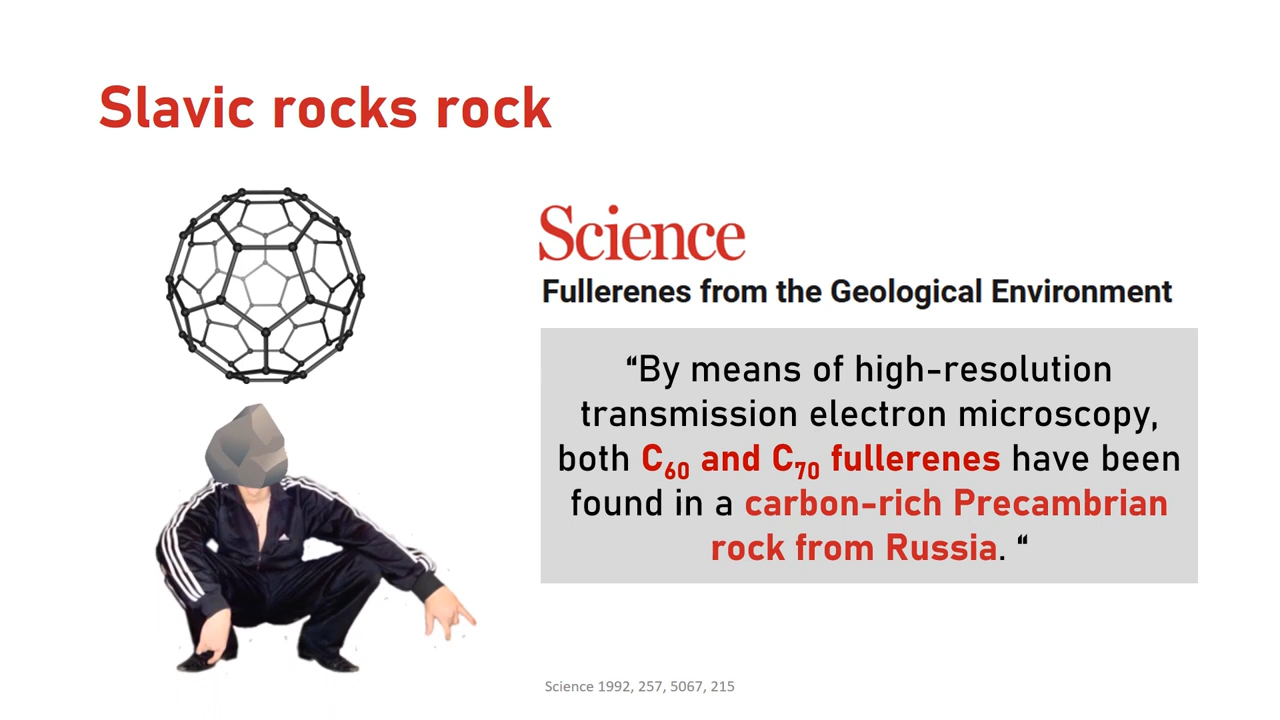 Slavic rocks rock
Science
Fullerenes from the Geological Environment
“By means of high-resolution
transmission electron microscopy,
both C₆₀ and C₇₀ fullerenes have been
found in a carbon-rich Precambrian
rock from Russia. “
Science 1992, 257, 5067, 215